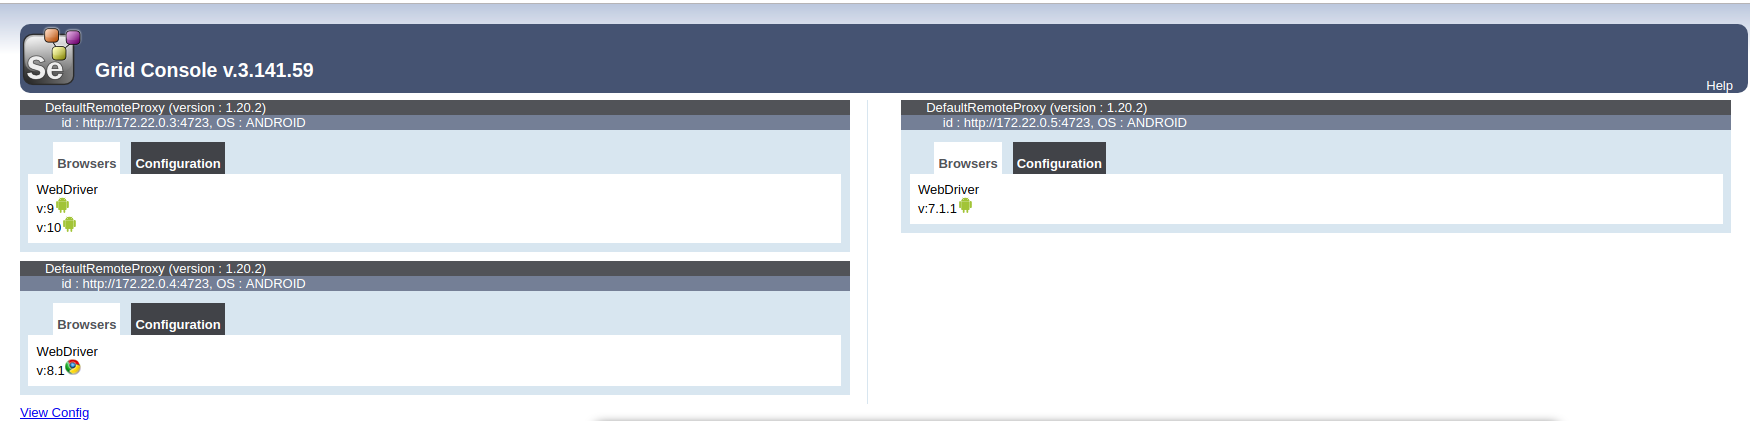 Se
Grid Console v.3.141.59
Help
DefaultRemoteProxy (version : 1.20.2)
id : http://172.22.0.3:4723, OS : ANDROID
Browsers Configuration
WebDriver
v:9
v:10
DefaultRemoteProxy (version : 1.20.2)
id : http://172.22.0.4:4723, OS : ANDROID
Browsers Configuration
WebDriver
v:8.1
View Config
DefaultRemoteProxy (version : 1.20.2)
id : http://172.22.0.5:4723, OS : ANDROID
Browsers Configuration
WebDriver
v:7.1.1